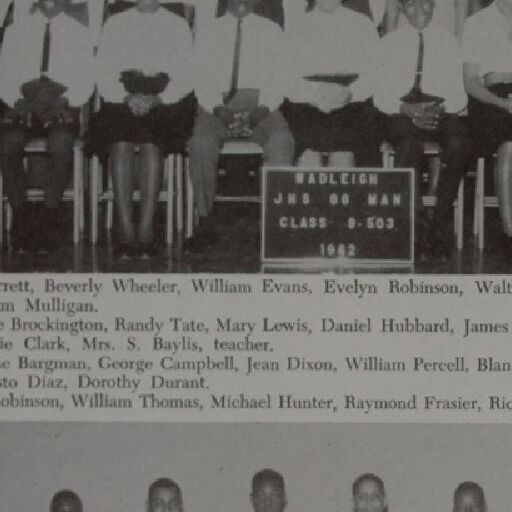 WADLEIGH
JHS 88 MAN
CLASS 9-503
1962
rrett, Beverly Wheeler, William Evans, Evelyn Robinson, Walt
m Mulligan.
e Brockington, Randy Tate, Mary Lewis, Daniel Hubbard, James
ie Clark, Mrs. S. Baylis, teacher.
se Bargman, George Campbell, Jean Dixon, William Percell, Blan
sto Diaz, Dorothy Durant.
obinson, William Thomas, Michael Hunter, Raymond Frasier, Ric